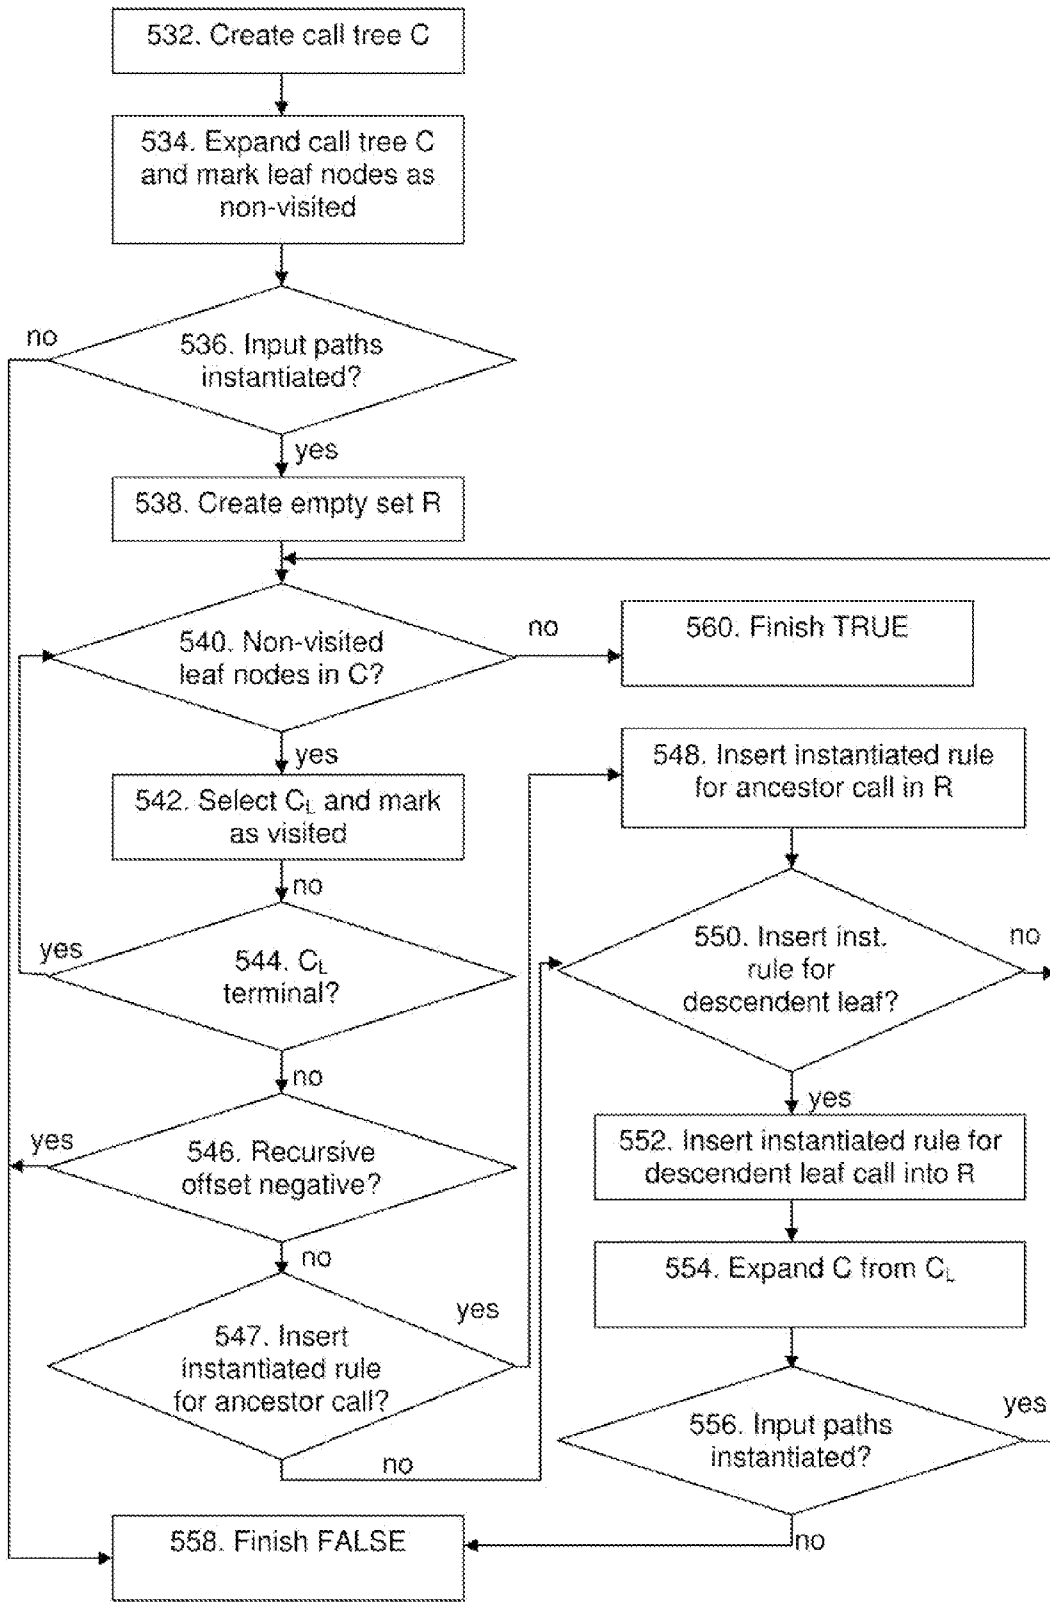 532. Create call tree C
534. Expand call tree C
and mark leaf nodes as
non-visited
no
536. Input paths
instantiated?
yes
538. Create empty set R
540. Non-visited
leaf nodes in C?
no
560. Finish TRUE
yes
542. Select CL and mark
as visited
548. Insert instantiated rule
for ancestor call in R
no
yes
544. CL
terminal?
550. Insert inst.
rule for
descendent leaf?
no
no
yes
yes
546. Recursive
offset negative?
552. Insert instantiated rule for
descendent leaf call into R
no
554. Expand C from CL
yes
547. Insert
instantiated rule
for ancestor call?
556. Input paths
instantiated?
yes
no
558. Finish FALSE
no